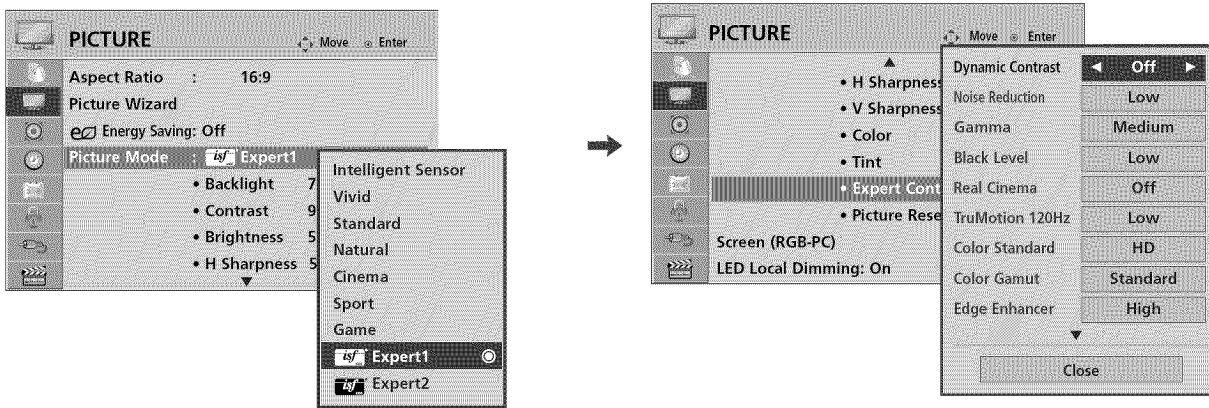 PICTURE
Move Enter
Aspect Ratio : 16:9
Picture Wizard
Energy Saving: Off
Picture Mode : isf Expert1
• Backlight 7
• Contrast 9
• Brightness 5
• H Sharpness 5
Intelligent Sensor
Vivid
Standard
Natural
Cinema
Sport
Game
isf Expert1
isf Expert2
PICTURE
Move Enter
• H Sharpness
• V Sharpness
• Color
• Tint
• Expert Cont
• Picture Rese
Screen (RGB-PC)
LED Local Dimming: On
Dynamic Contrast Off
Noise Reduction Low
Gamma Medium
Black Level Low
Real Cinema Off
TruMotion 120Hz Low
Color Standard HD
Color Gamut Standard
Edge Enhancer High
Close